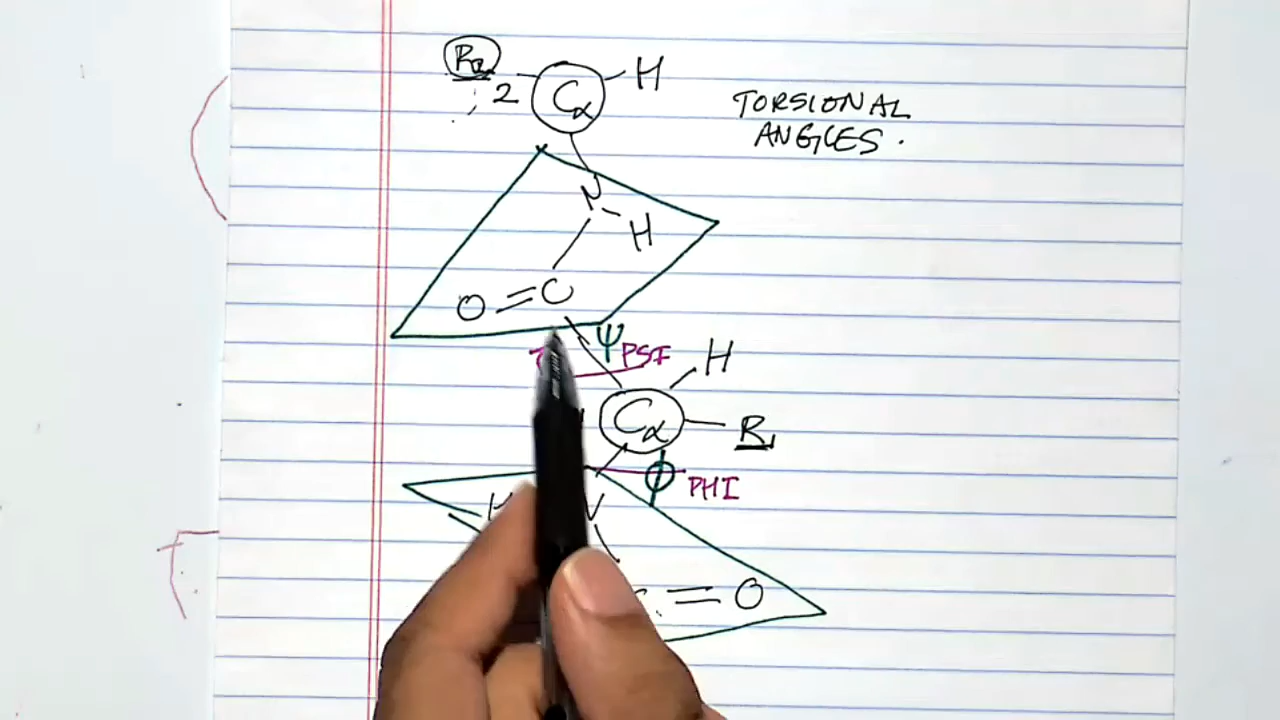 R2 Cα H
2
TORSIONAL
ANGLES.
N
H
O = C
ψ PSI
H
Cα R1
φ PHI
H N
C = O